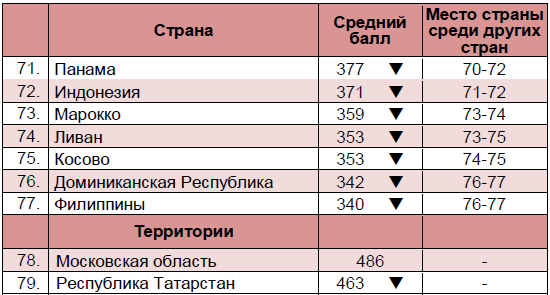 Страна Средний балл Место страны среди других стран
71. Панама 377 ▼ 70-72
72. Индонезия 371 ▼ 71-72
73. Марокко 359 ▼ 73-74
74. Ливан 353 ▼ 73-75
75. Косово 353 ▼ 74-75
76. Доминиканская Республика 342 ▼ 76-77
77. Филиппины 340 ▼ 76-77
Территории
78. Московская область 486 -
79. Республика Татарстан 463 ▼ -